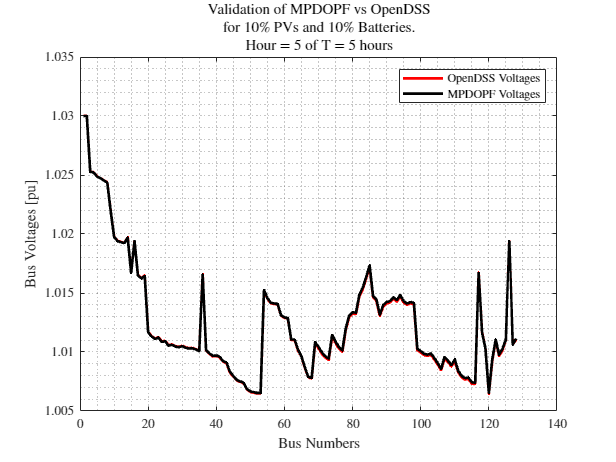 Validation of MPDOPF vs OpenDSS
for 10% PVs and 10% Batteries.
Hour = 5 of T = 5 hours
OpenDSS Voltages
MPDOPF Voltages
1.035
1.03
1.025
1.02
1.015
1.01
1.005
Bus Voltages [pu]
0 20 40 60 80 100 120 140
Bus Numbers